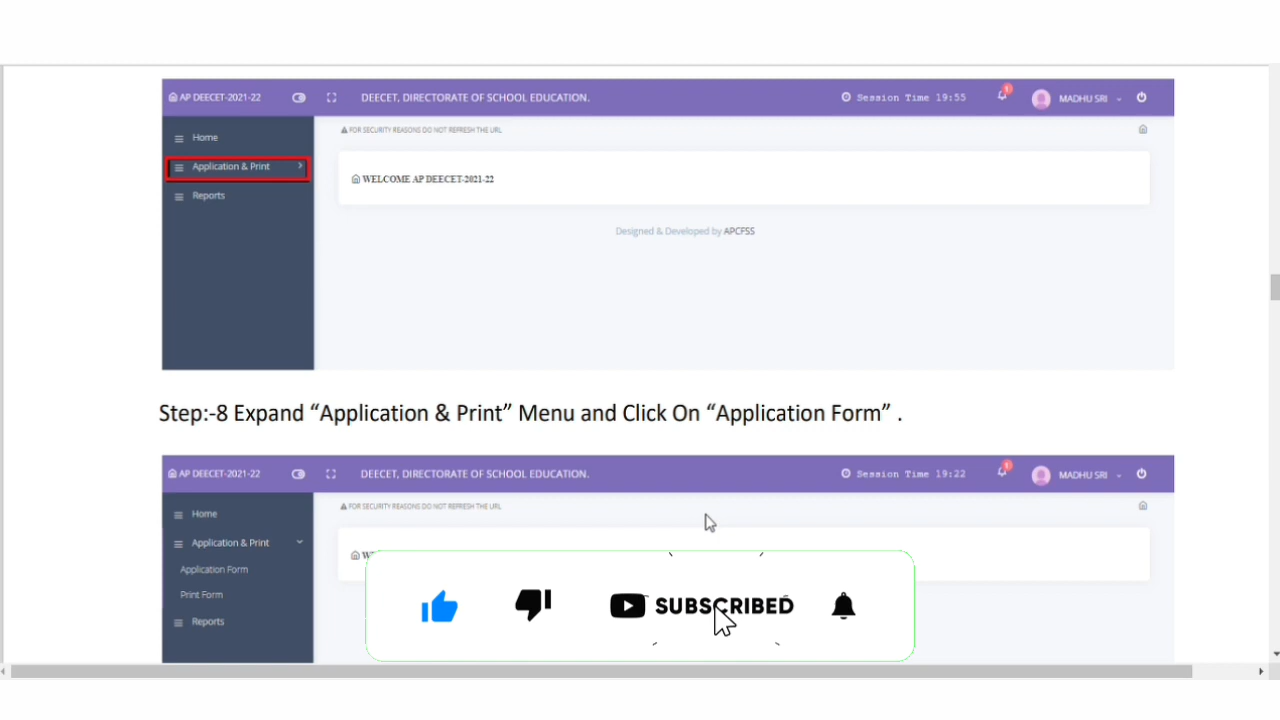 AP DEECET-2021-22 DEECET, DIRECTORATE OF SCHOOL EDUCATION. Session Time 19:55 1 MADHU SRI
Home
FOR SECURITY REASONS DO NOT REFRESH THE URL
Application & Print
WELCOME AP DEECET-2021-22
Reports
Designed & Developed by APCFSS
Step:-8 Expand “Application & Print” Menu and Click On “Application Form” .
AP DEECET-2021-22 DEECET, DIRECTORATE OF SCHOOL EDUCATION. Session Time 19:22 1 MADHU SRI
Home
FOR SECURITY REASONS DO NOT REFRESH THE URL
Application & Print
Application Form
Print Form
Reports
SUBSCRIBED